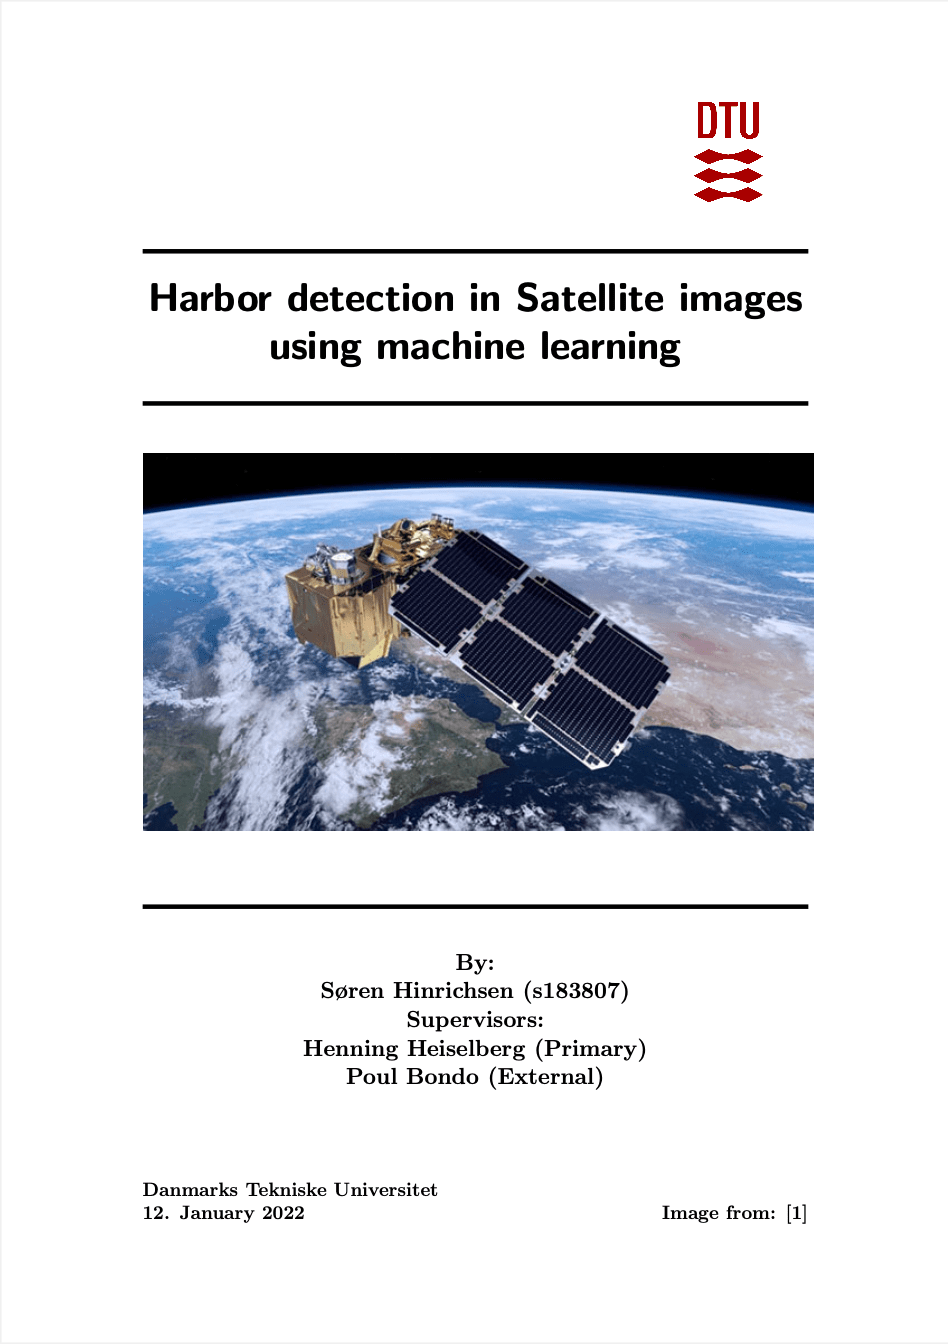 DTU
Harbor detection in Satellite images
using machine learning
By:
Søren Hinrichsen (s183807)
Supervisors:
Henning Heiselberg (Primary)
Poul Bondo (External)
Danmarks Tekniske Universitet
12. January 2022
Image from: [1]